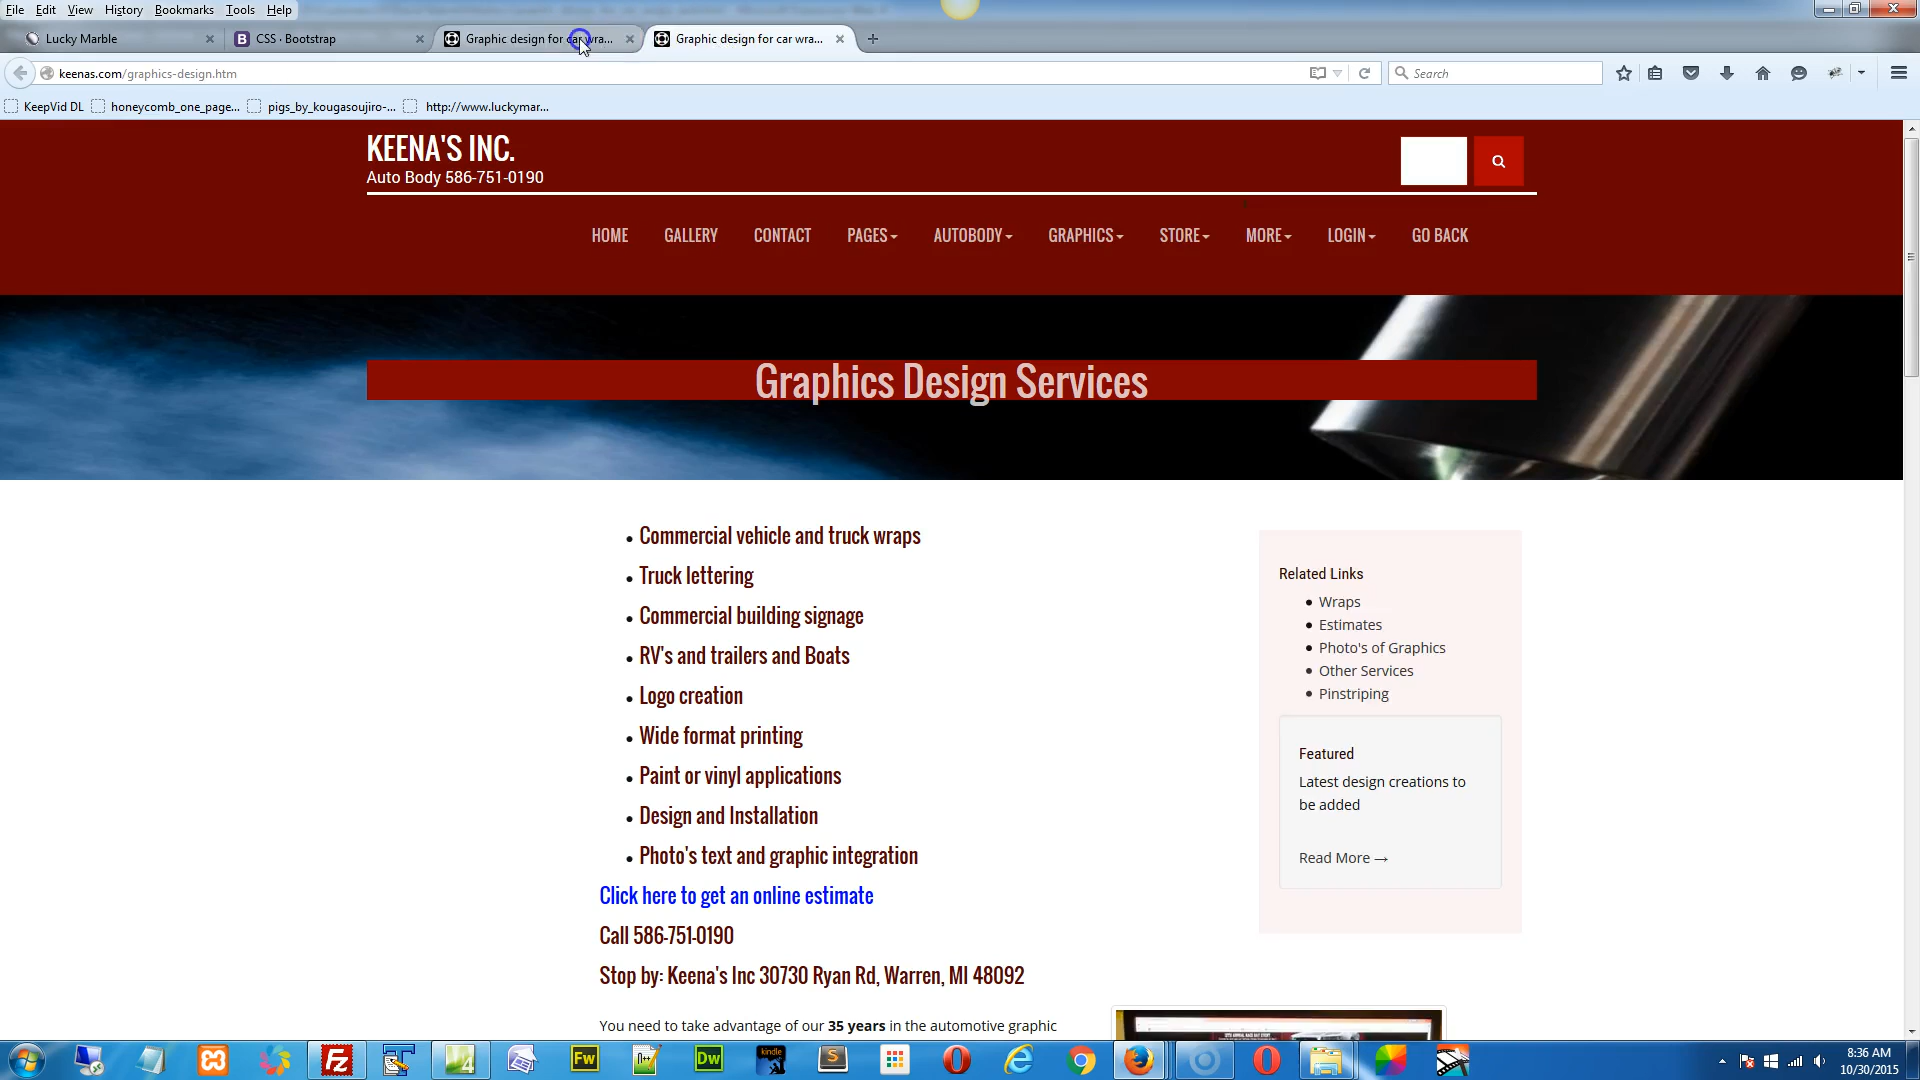 File Edit View History Bookmarks Tools Help
Lucky Marble
CSS · Bootstrap
Graphic design for car wra...
Graphic design for car wra...
keenas.com/graphics-design.htm
Search
KeepVid DL
honeycomb_one_page...
pigs_by_kougasoujiro-...
http://www.luckymar...
KEENA'S INC.
Auto Body 586-751-0190
HOME GALLERY CONTACT PAGES AUTOBODY GRAPHICS STORE MORE LOGIN GO BACK
Graphics Design Services
Commercial vehicle and truck wraps
Truck lettering
Commercial building signage
RV's and trailers and Boats
Logo creation
Wide format printing
Paint or vinyl applications
Design and Installation
Photo's text and graphic integration
Click here to get an online estimate
Call 586-751-0190
Stop by: Keena's Inc 30730 Ryan Rd, Warren, MI 48092
You need to take advantage of our 35 years in the automotive graphic
Related Links
Wraps
Estimates
Photo's of Graphics
Other Services
Pinstriping
Featured
Latest design creations to
be added
Read More →
Fz
4
Fw
n++
Dw
kindle
S
8:36 AM
10/30/2015